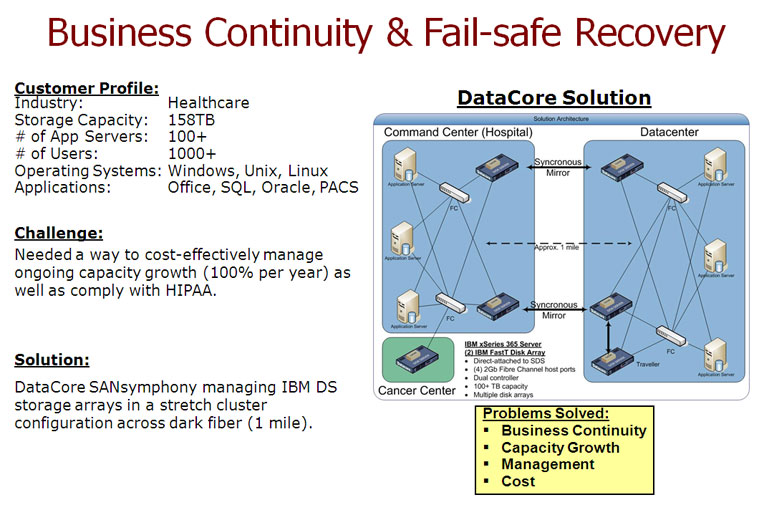 Business Continuity & Fail-safe Recovery
Customer Profile:
Industry: Healthcare
Storage Capacity: 158TB
# of App Servers: 100+
# of Users: 1000+
Operating Systems: Windows, Unix, Linux
Applications: Office, SQL, Oracle, PACS
Challenge:
Needed a way to cost-effectively manage
ongoing capacity growth (100% per year) as
well as comply with HIPAA.
Solution:
DataCore SANsymphony managing IBM DS
storage arrays in a stretch cluster
configuration across dark fiber (1 mile).
DataCore Solution
Solution Architecture
Command Center (Hospital)
Datacenter
Application Server
FC
Syncronous
Mirror
FC
Application Server
Application Server
Approx. 1 mile
Application Server
Application Server
FC
Syncronous
Mirror
Traveller
FC
Application Server
Cancer Center
IBM xSeries 365 Server
(2) IBM FastT Disk Array
• Direct-attached to SDS
• (4) 2Gb Fibre Channel host ports
• Dual controller
• 100+ TB capacity
• Multiple disk arrays
Problems Solved:
▪ Business Continuity
▪ Capacity Growth
▪ Management
▪ Cost